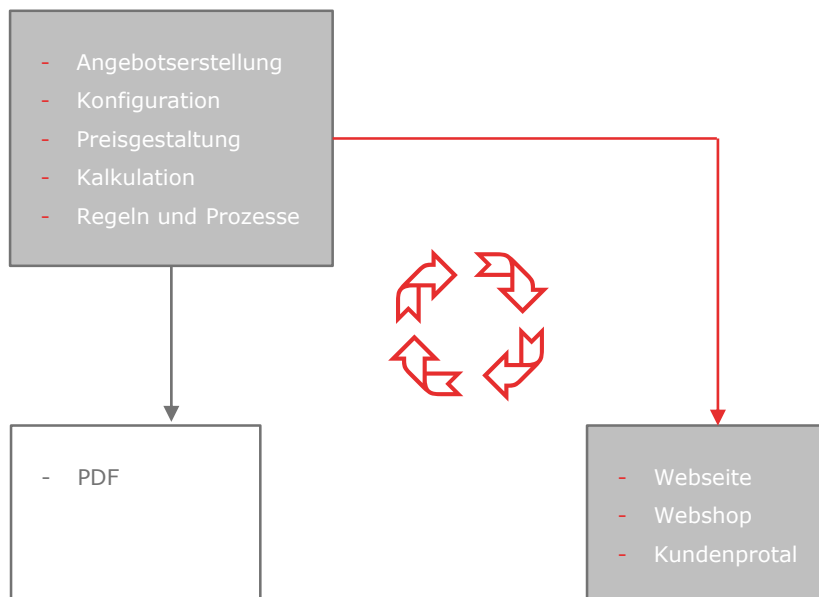 - Angebotserstellung
- Konfiguration
- Preisgestaltung
- Kalkulation
- Regeln und Prozesse
- PDF
- Webseite
- Webshop
- Kundenprotal